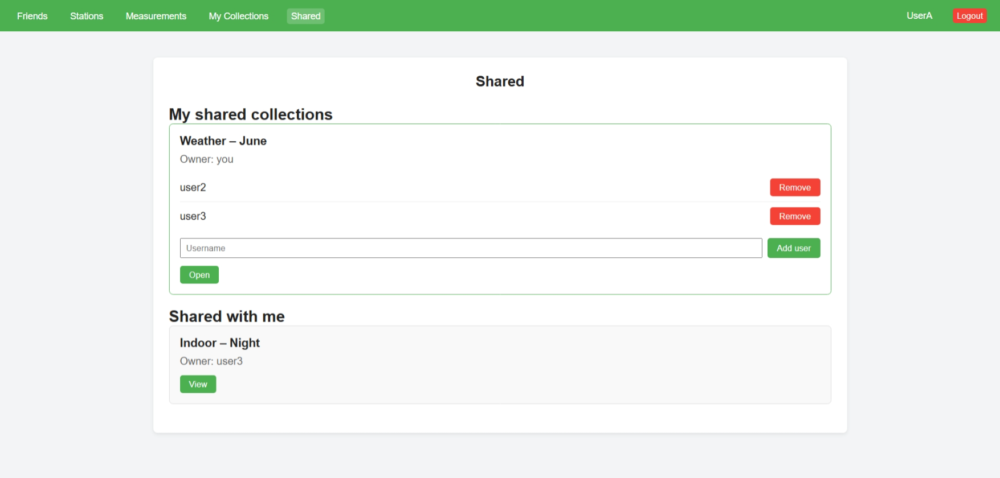 Friends Stations Measurements My Collections Shared UserA Logout
Shared
My shared collections
Weather – June
Owner: you
user2 Remove
user3 Remove
Username Add user
Open
Shared with me
Indoor – Night
Owner: user3
View